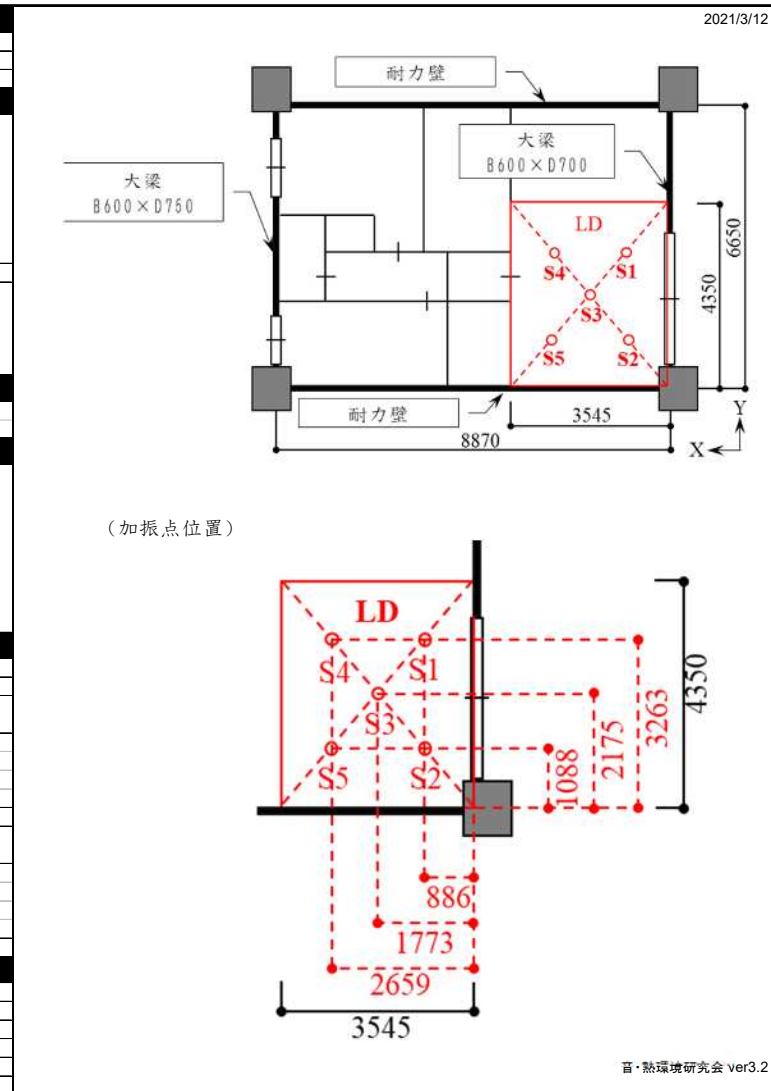 2021/3/12
耐力壁
大梁
B600×D700
大梁
B600×D750
LD
S4
S1
S3
S5
S2
6650
4350
耐力壁
3545
8870
Y
X
（加振点位置）
LD
S4
S1
S3
S5
S2
4350
3263
2175
1088
886
1773
2659
3545
音・熱環境研究会 ver3.2